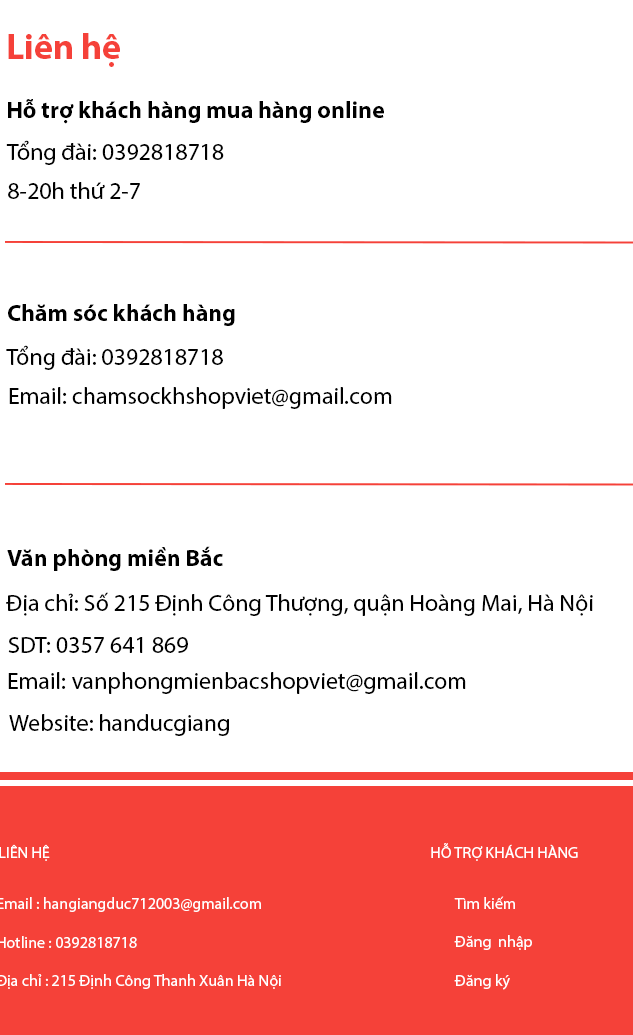 Liên hệ
Hỗ trợ khách hàng mua hàng online
Tổng đài: 0392818718
8-20h thứ 2-7
Chăm sóc khách hàng
Tổng đài: 0392818718
Email: chamsockhshopviet@gmail.com
Văn phòng miền Bắc
Địa chỉ: Số 215 Định Công Thượng, quận Hoàng Mai, Hà Nội
SDT: 0357 641 869
Email: vanphongmienbacshopviet@gmail.com
Website: handucgiang
LIÊN HỆ
Email : hangiangduc712003@gmail.com
Hotline : 0392818718
Địa chỉ : 215 Định Công Thanh Xuân Hà Nội
HỖ TRỢ KHÁCH HÀNG
Tìm kiếm
Đăng nhập
Đăng ký